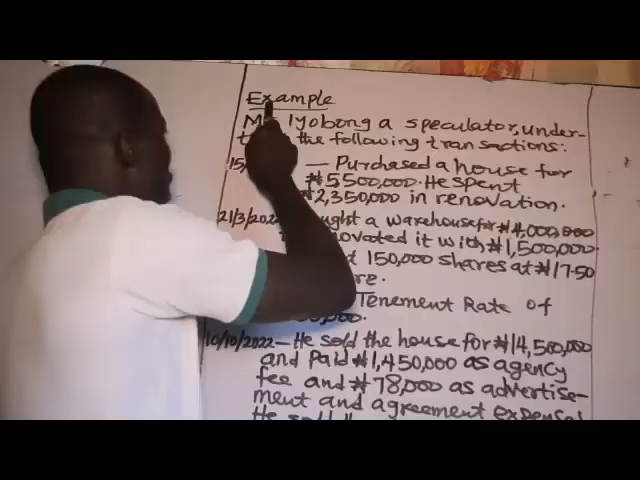 Example
M Iyobong a speculator, under-
the following transactions:
15/ — Purchased a house for
₦5,500,000. He spent
₦2,350,000 in renovation.
21/3/202 ught a warehouse for ₦4,000,000
novated it with ₦1,500,000.
t 150,000 shares at ₦17.50
re.
Tenement Rate of
000.
10/10/2022 — He sold the house for ₦14,500,000
and paid ₦1,450,000 as agency
fee and ₦78,000 as advertise-
ment and agreement expenses
He sold